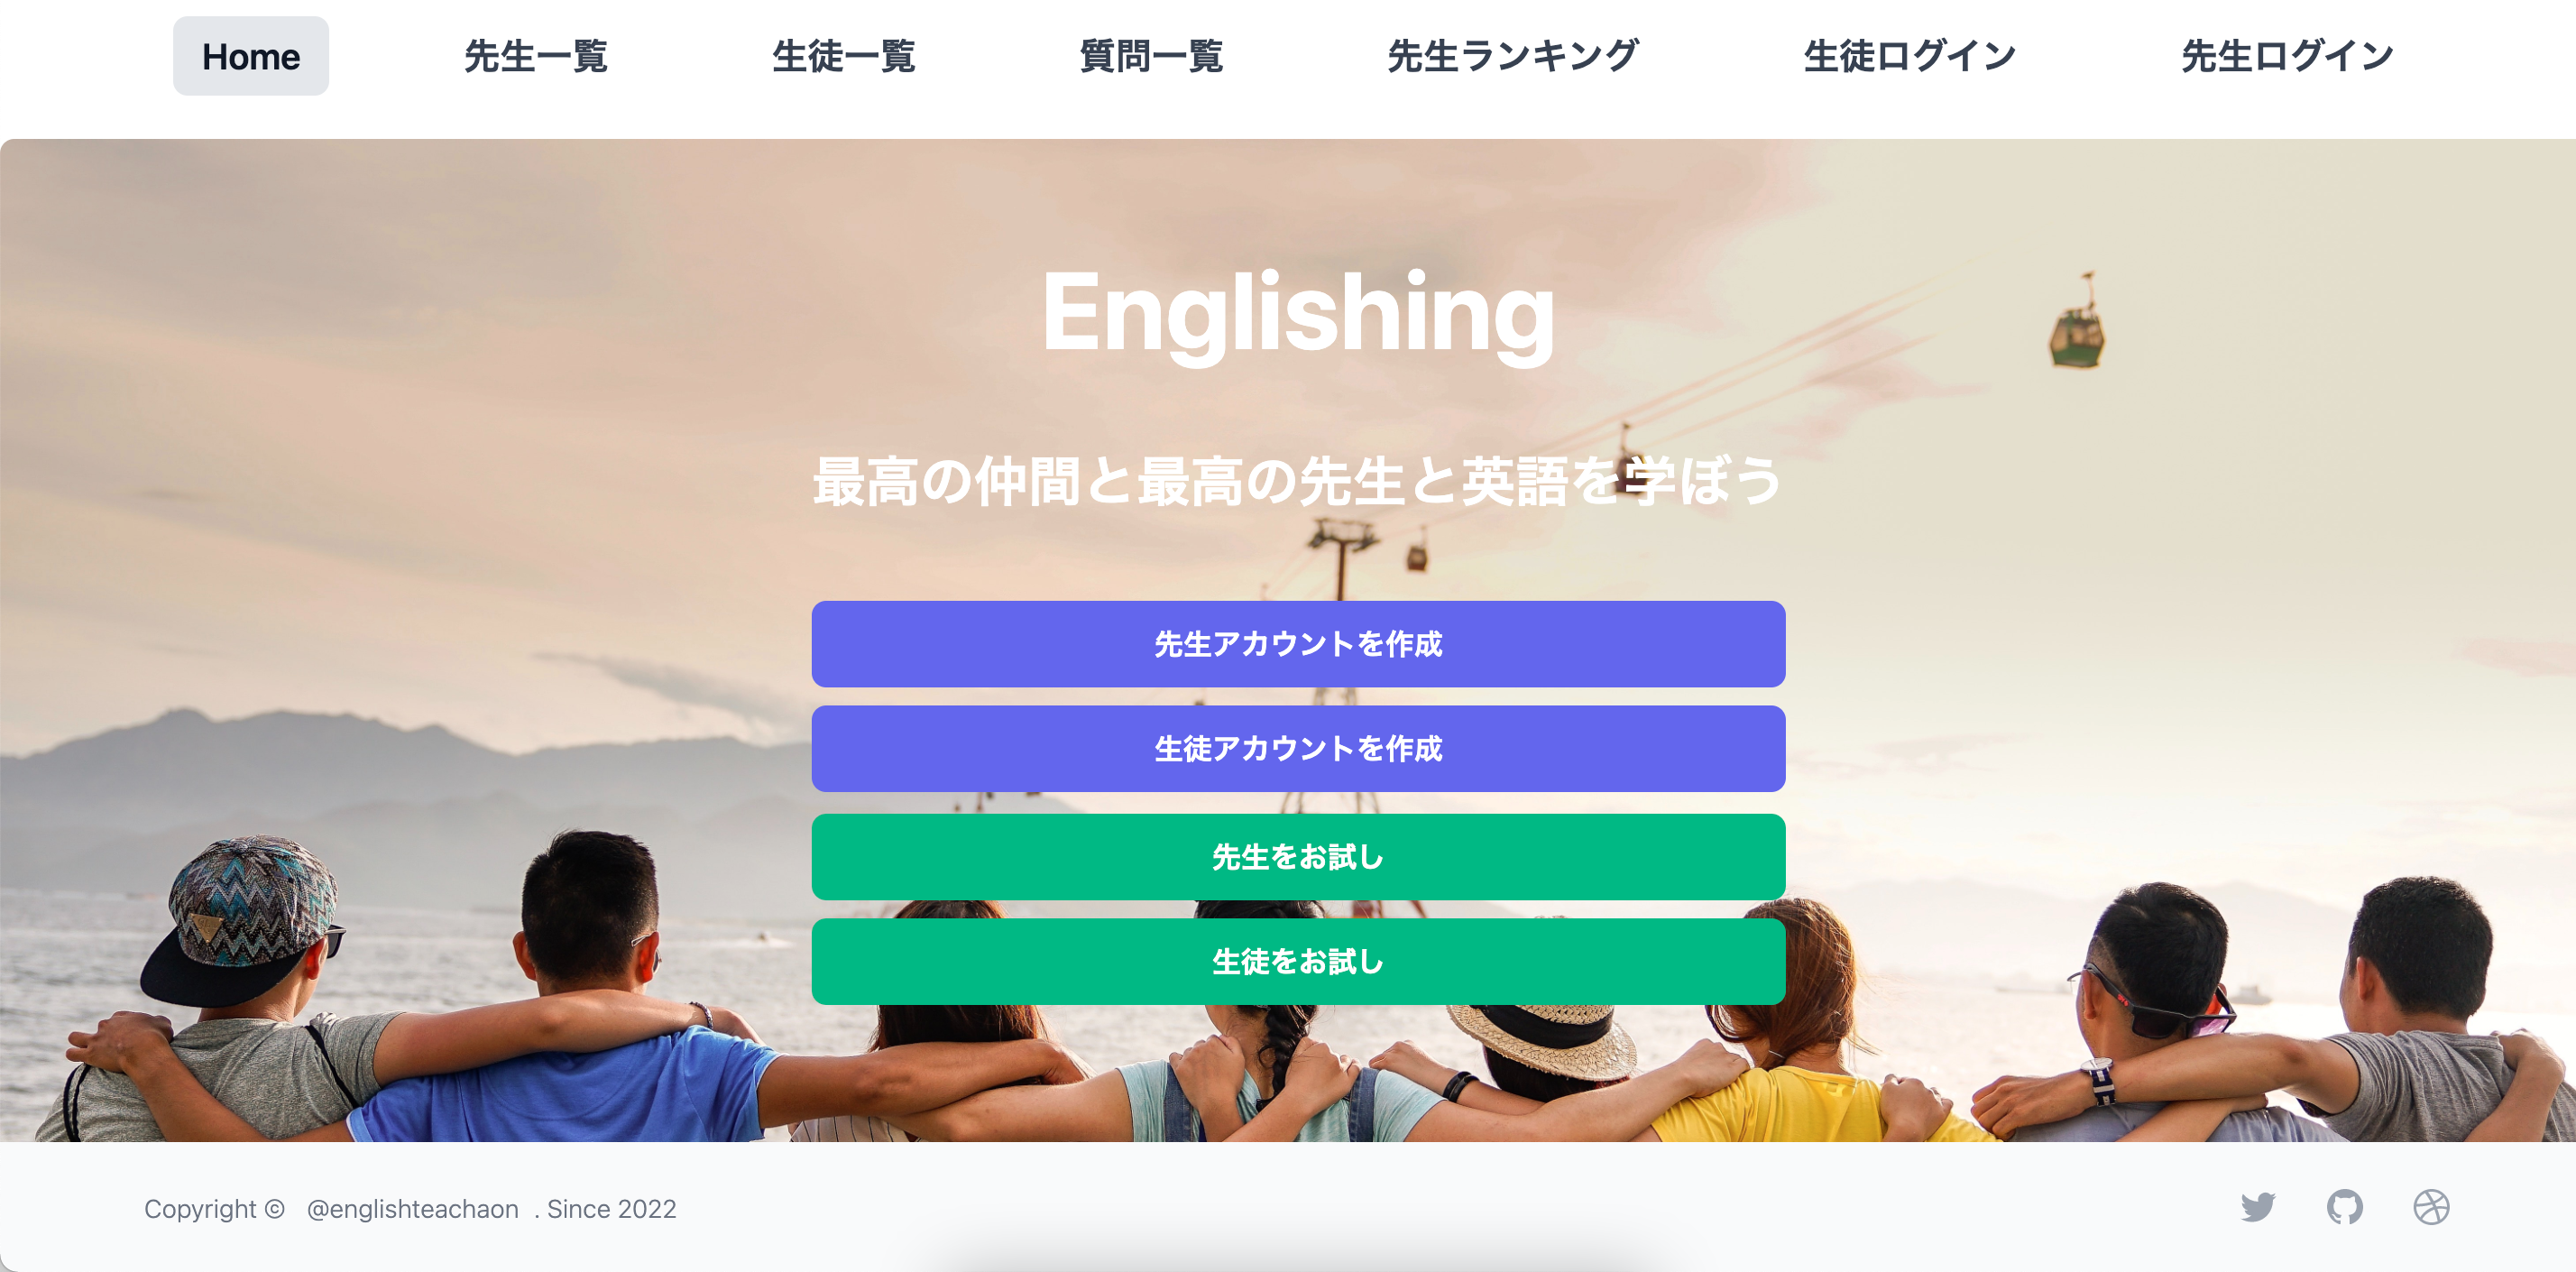 Home 先生一覧 生徒一覧 質問一覧 先生ランキング 生徒ログイン 先生ログイン
Englishing
最高の仲間と最高の先生と英語を学ぼう
先生アカウントを作成
生徒アカウントを作成
先生をお試し
生徒をお試し
Copyright © @englishteachaon . Since 2022